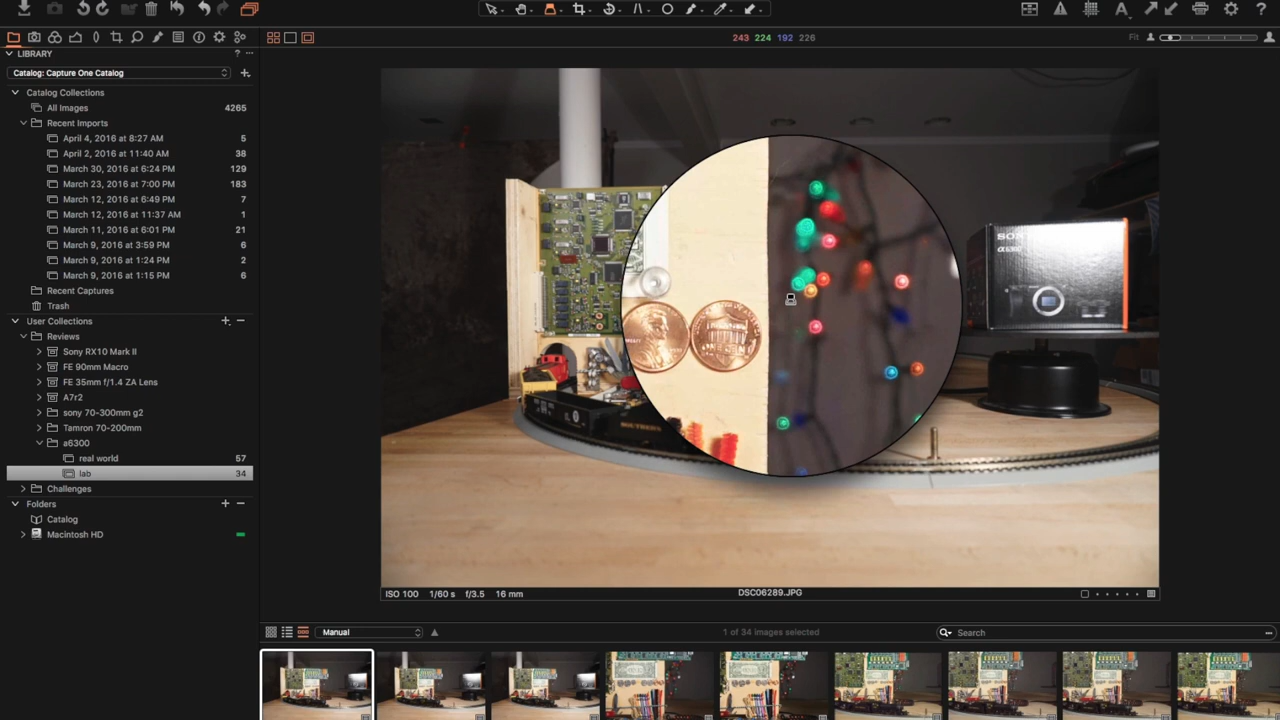 243 224 192 226
Fit
LIBRARY
? ...
Catalog: Capture One Catalog
Catalog Collections
All Images 4265
Recent Imports
April 4, 2016 at 8:27 AM 5
April 2, 2016 at 11:40 AM 38
March 30, 2016 at 6:24 PM 129
March 23, 2016 at 7:00 PM 183
March 12, 2016 at 6:49 PM 7
March 12, 2016 at 11:37 AM 1
March 11, 2016 at 6:01 PM 21
March 9, 2016 at 3:59 PM 6
March 9, 2016 at 1:24 PM 2
March 9, 2016 at 1:15 PM 6
Recent Captures
Trash
User Collections
Reviews
Sony RX10 Mark II
FE 90mm Macro
FE 35mm f/1.4 ZA Lens
A7r2
sony 70-300mm g2
Tamron 70-200mm
a6300
real world 57
lab 34
Challenges
Folders
Catalog
Macintosh HD
SON
α6300
SOUTHERN
ISO 100 1/60 s f/3.5 16 mm
DSC06289.JPG
Manual
1 of 34 images selected
Search